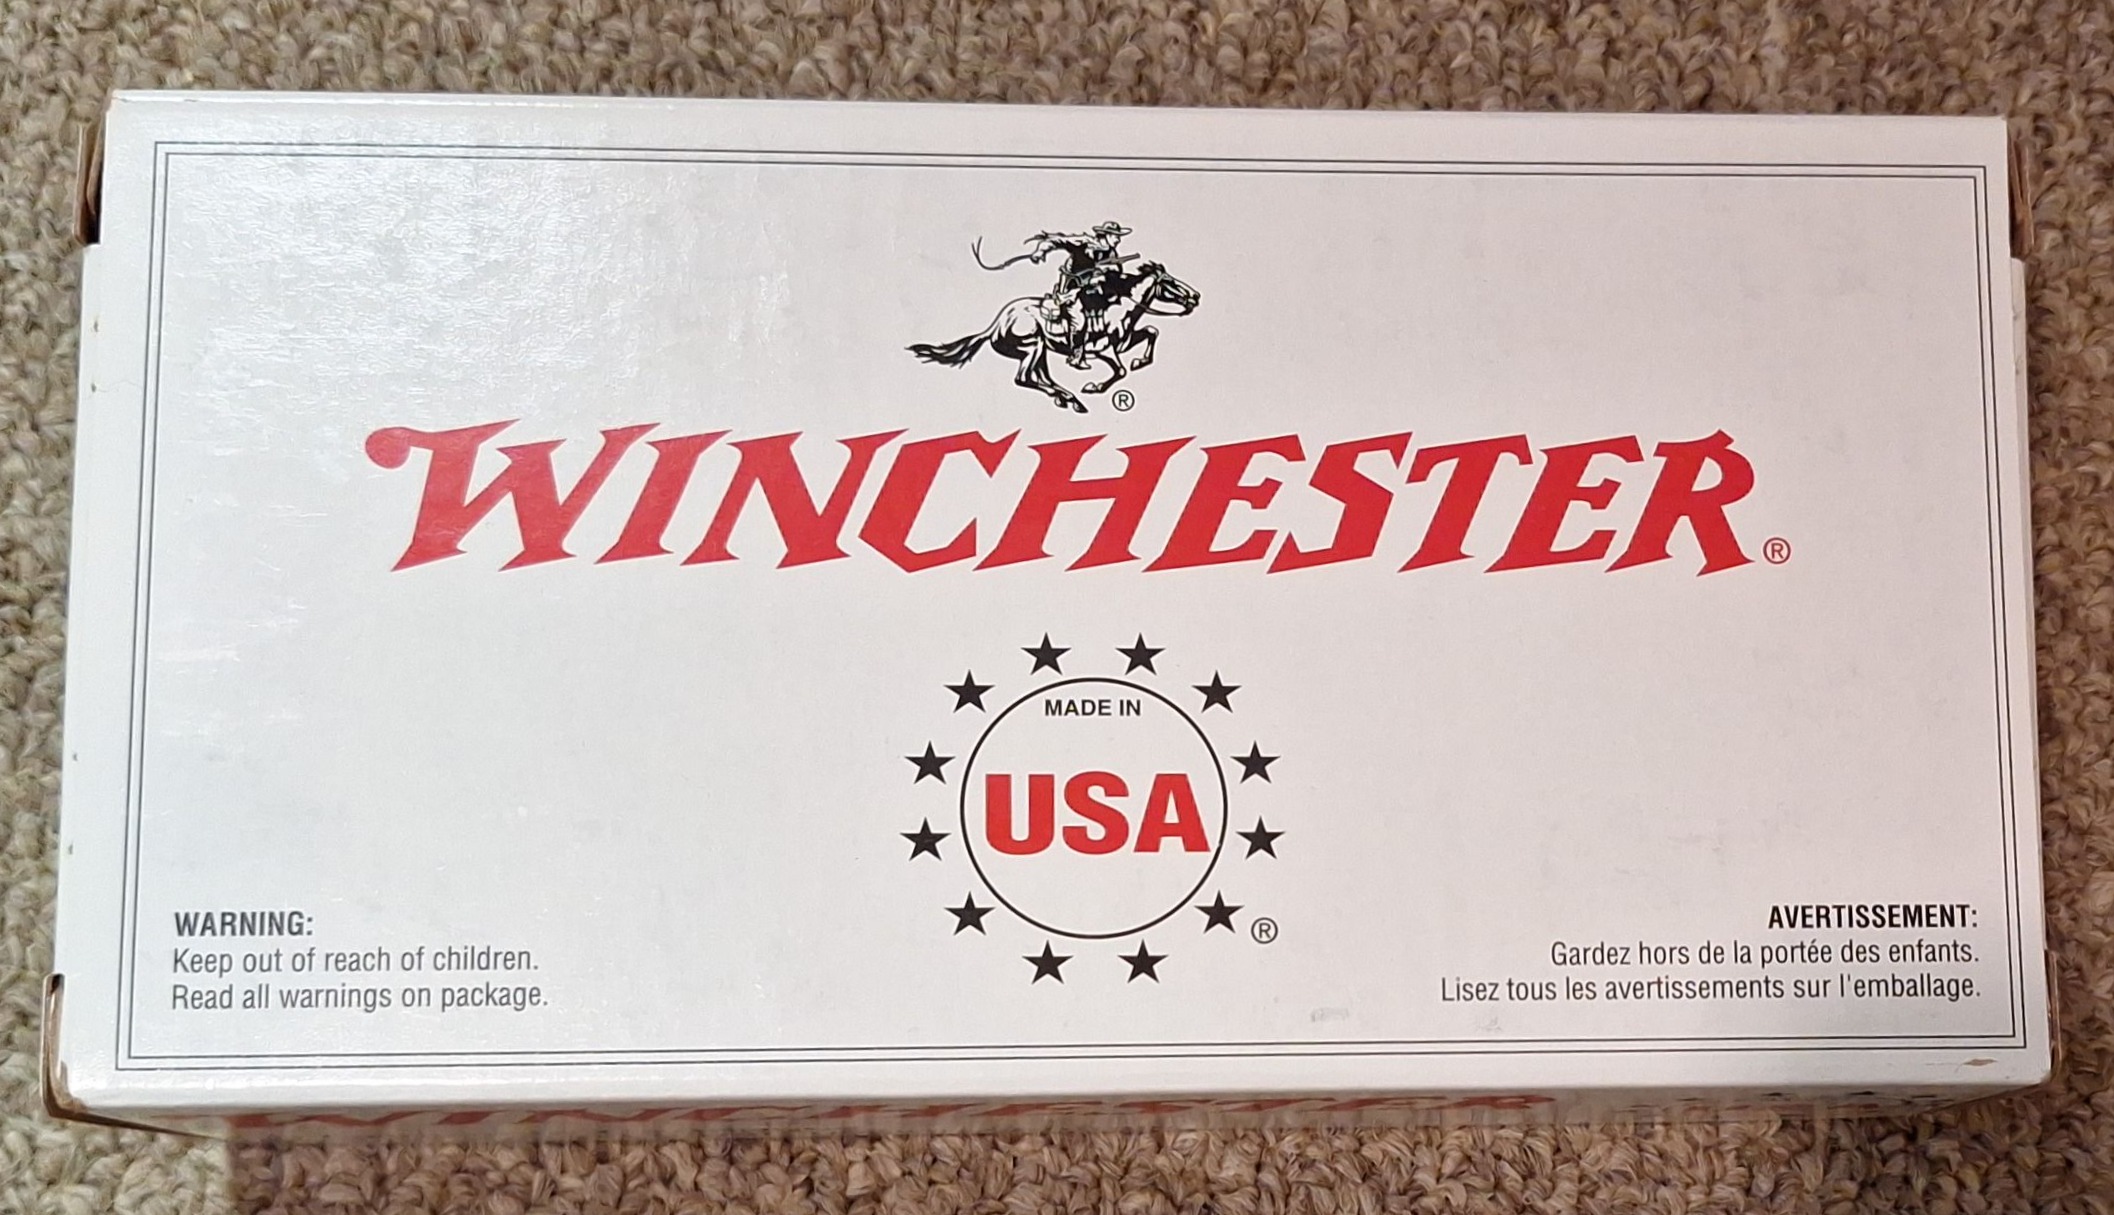 ®
WINCHESTER®
MADE IN
USA
®
WARNING:
Keep out of reach of children.
Read all warnings on package.
AVERTISSEMENT:
Gardez hors de la portée des enfants.
Lisez tous les avertissements sur l'emballage.